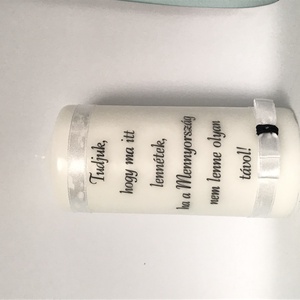 Tudjuk,
hogy ma itt
lennétek,
ha a Mennyország
nem lenne olyan
távol!